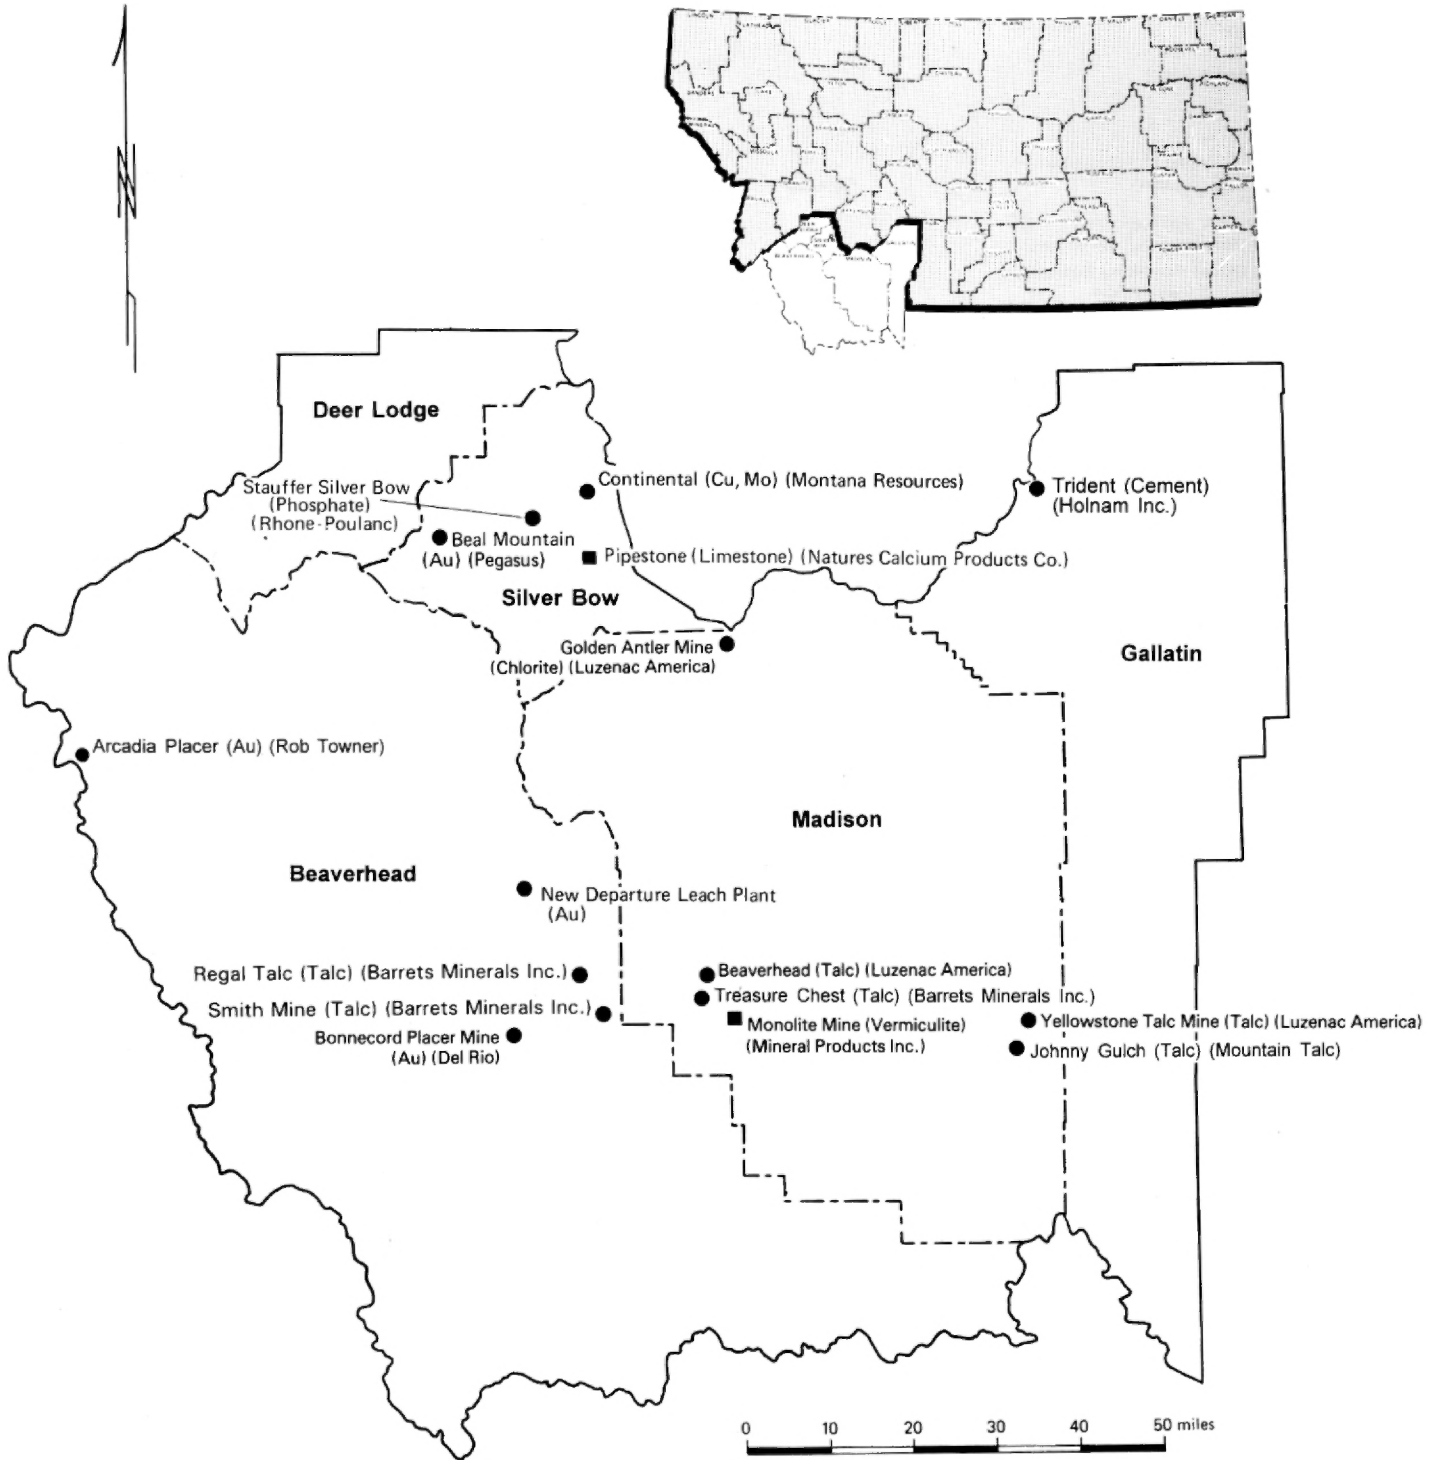 N
Deer Lodge
Stauffer Silver Bow
(Phosphate)
(Rhone-Poulanc)
Continental (Cu, Mo) (Montana Resources)
Trident (Cement)
(Holnam Inc.)
Beal Mountain
(Au) (Pegasus)
Pipestone (Limestone) (Natures Calcium Products Co.)
Silver Bow
Golden Antler Mine
(Chlorite) (Luzenac America)
Gallatin
Arcadia Placer (Au) (Rob Towner)
Madison
Beaverhead
New Departure Leach Plant
(Au)
Regal Talc (Talc) (Barrets Minerals Inc.)
Beaverhead (Talc) (Luzenac America)
Treasure Chest (Talc) (Barrets Minerals Inc.)
Smith Mine (Talc) (Barrets Minerals Inc.)
Monolite Mine (Vermiculite)
(Mineral Products Inc.)
Yellowstone Talc Mine (Talc) (Luzenac America)
Bonnecord Placer Mine
(Au) (Del Rio)
Johnny Gulch (Talc) (Mountain Talc)
0 10 20 30 40 50 miles